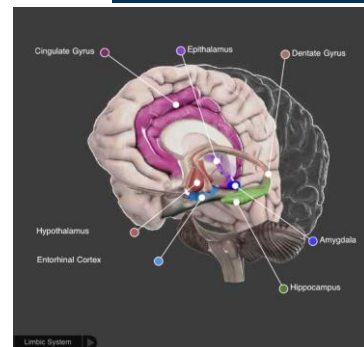 Cingulate Gyrus
Epithalamus
Dentate Gyrus
Hypothalamus
Amygdala
Entorhinal Cortex
Hippocampus
Limbic System